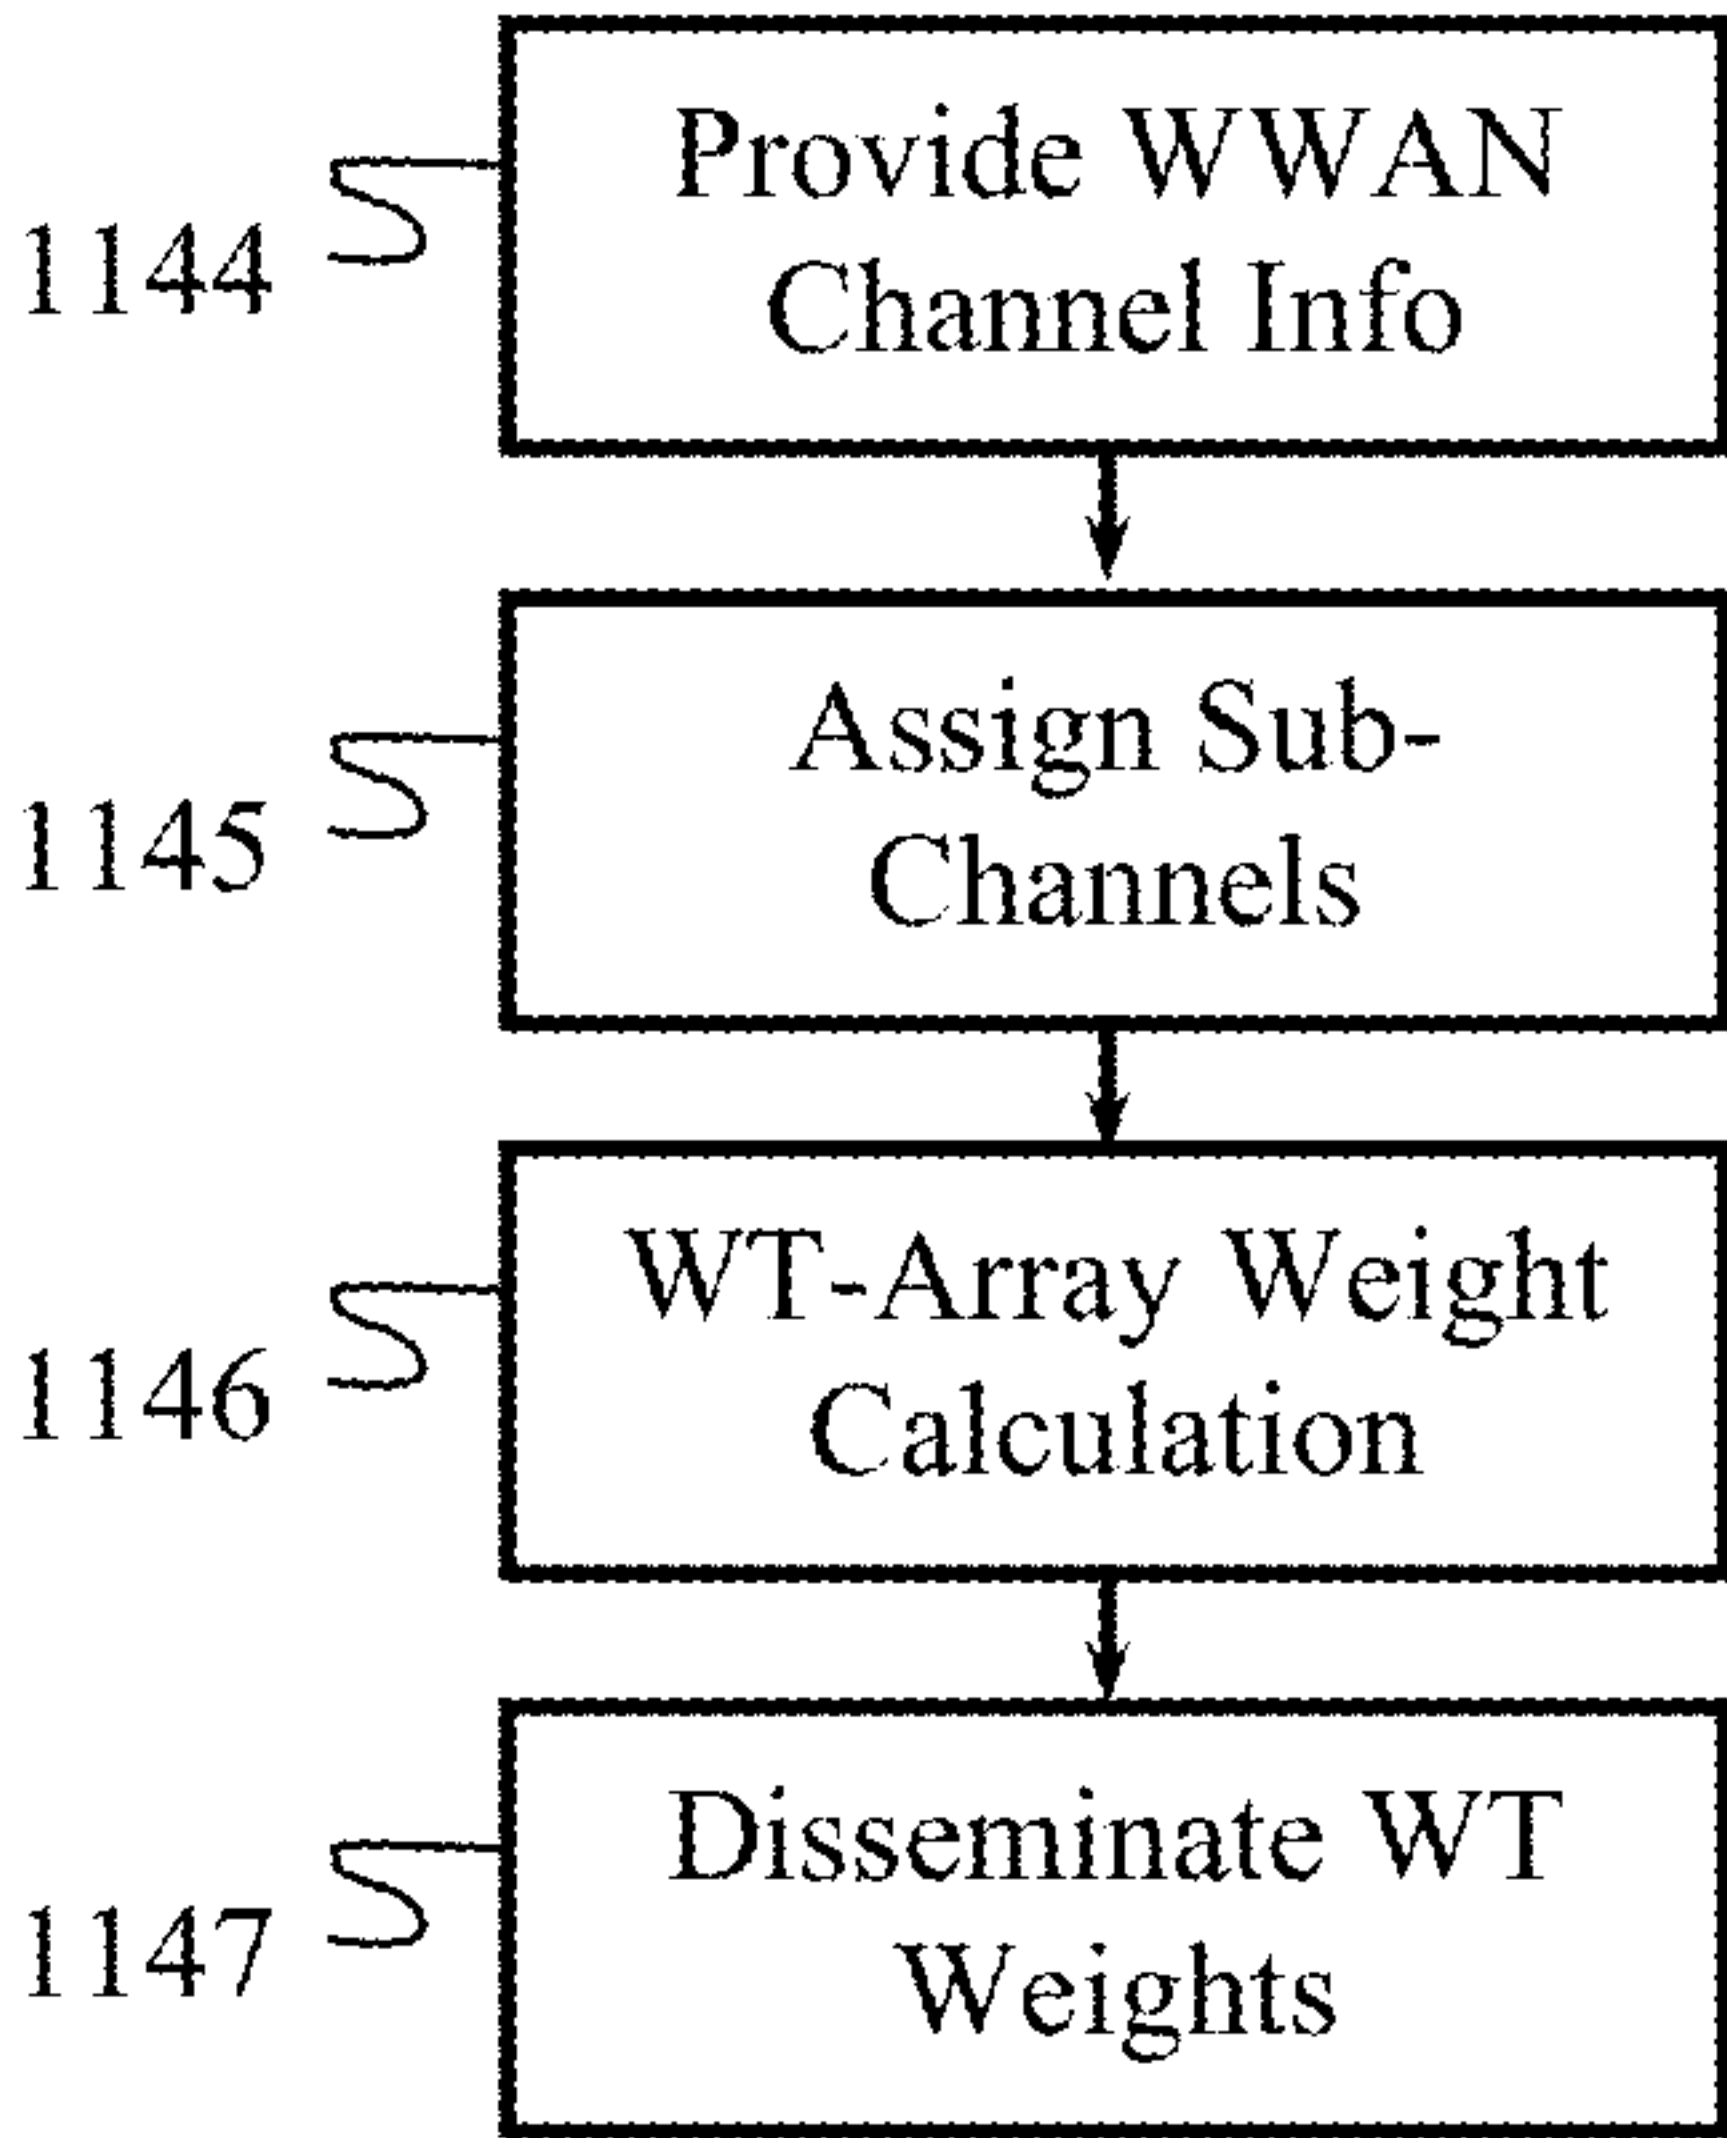 Provide WWAN
Channel Info
1144
Assign Sub-
Channels
1145
WT-Array Weight
Calculation
1146
Disseminate WT
Weights
1147